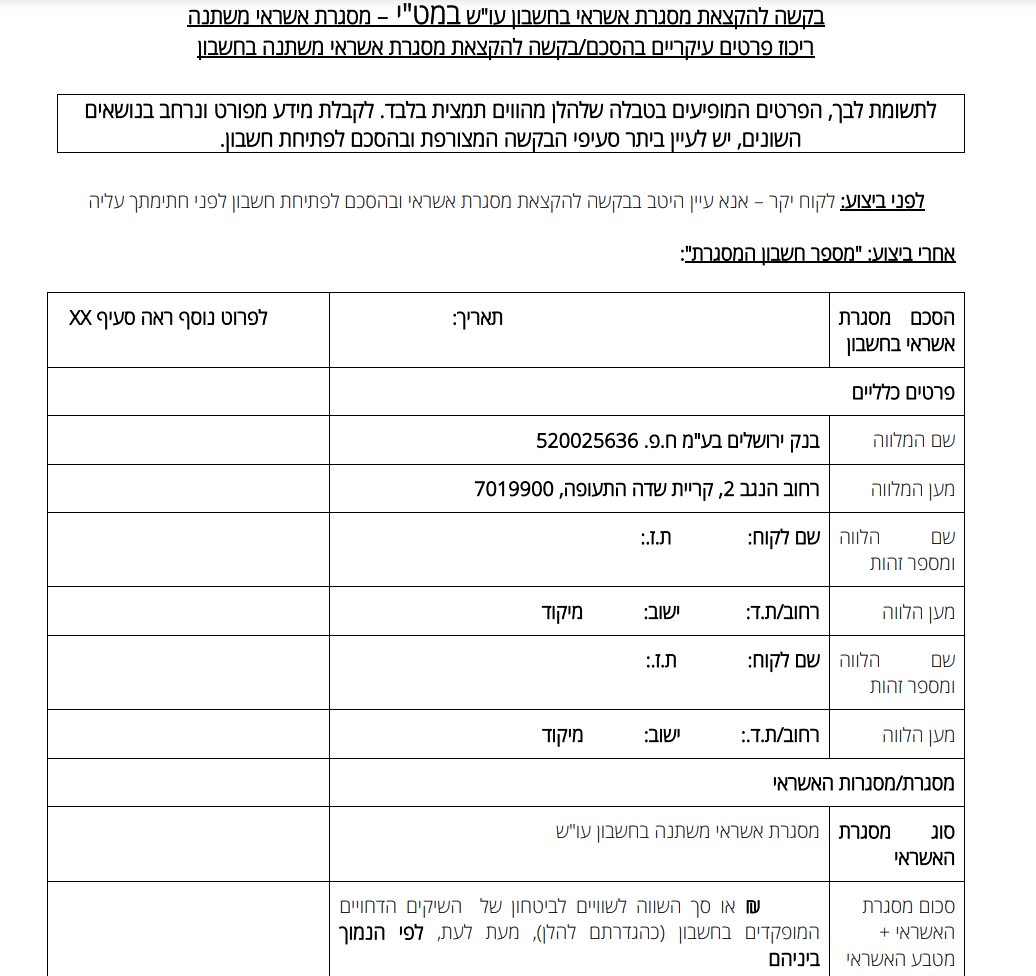 בקשה להקצאת מסגרת אשראי בחשבון עו"ש במט"י – מסגרת אשראי משתנה
ריכוז פרטים עיקריים בהסכם/בקשה להקצאת מסגרת אשראי משתנה בחשבון
לתשומת לבך, הפרטים המופיעים בטבלה שלהלן מהווים תמצית בלבד. לקבלת מידע מפורט ונרחב בנושאים
השונים, יש לעיין ביתר סעיפי הבקשה המצורפת ובהסכם לפתיחת חשבון.
לפני ביצוע: לקוח יקר – אנא עיין היטב בבקשה להקצאת מסגרת אשראי ובהסכם לפתיחת חשבון לפני חתימתך עליה
אחרי ביצוע: "מספר חשבון המסגרת":
הסכם מסגרת תאריך: לפרוט נוסף ראה סעיף XX
אשראי בחשבון
פרטים כלליים
שם המלווה בנק ירושלים בע"מ ח.פ. 520025636
מען המלווה רחוב הנגב 2, קריית שדה התעופה, 7019900
שם הלווה שם לקוח: ת.ז.:
ומספר זהות
מען הלווה רחוב/ת.ד: ישוב: מיקוד
שם הלווה שם לקוח: ת.ז.:
ומספר זהות
מען הלווה רחוב/ת.ד.: ישוב: מיקוד
מסגרת/מסגרות האשראי
סוג מסגרת מסגרת אשראי משתנה בחשבון עו"ש
האשראי
סכום מסגרת ₪ או סך השווה לשוויים לביטחון של השיקים הדחויים
האשראי + המופקדים בחשבון (כהגדרתם להלן), מעת לעת, לפי הנמוך
מטבע האשראי ביניהם